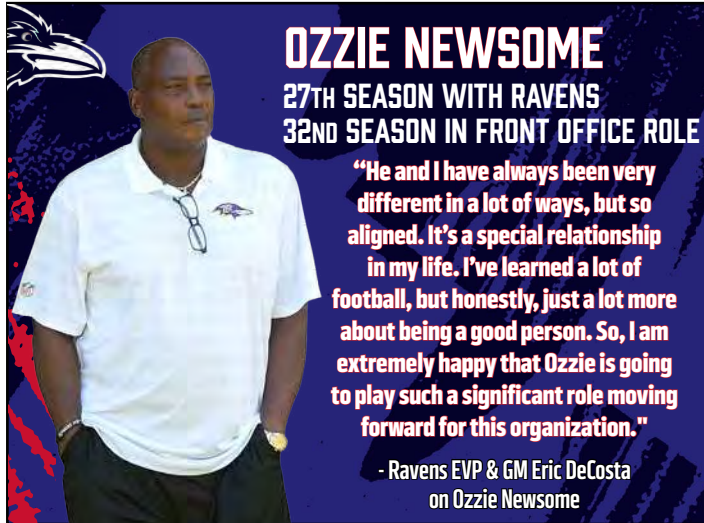 OZZIE NEWSOME
27TH SEASON WITH RAVENS
32ND SEASON IN FRONT OFFICE ROLE
“He and I have always been very
different in a lot of ways, but so
aligned. It’s a special relationship
in my life. I’ve learned a lot of
football, but honestly, just a lot more
about being a good person. So, I am
extremely happy that Ozzie is going
to play such a significant role moving
forward for this organization."
- Ravens EVP & GM Eric DeCosta
on Ozzie Newsome